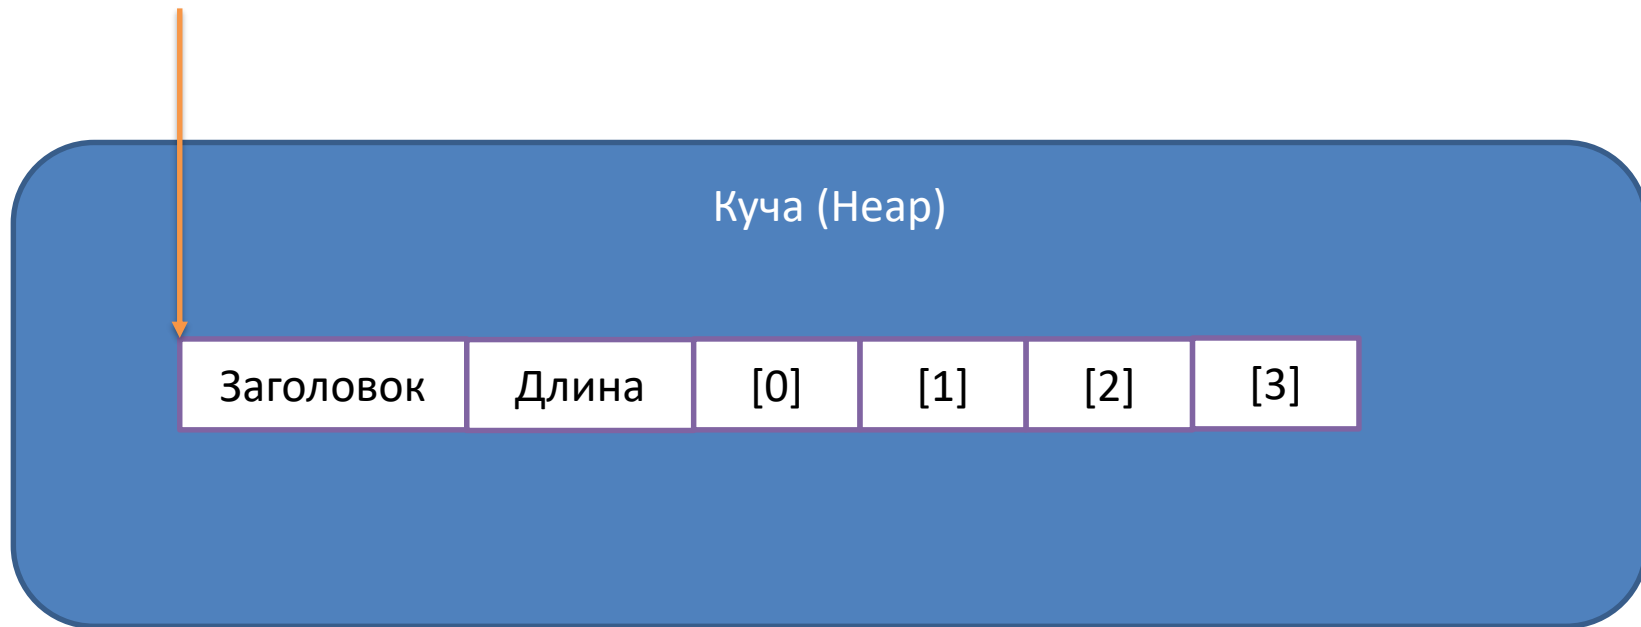 Куча (Heap)
Заголовок Длина [0] [1] [2] [3]